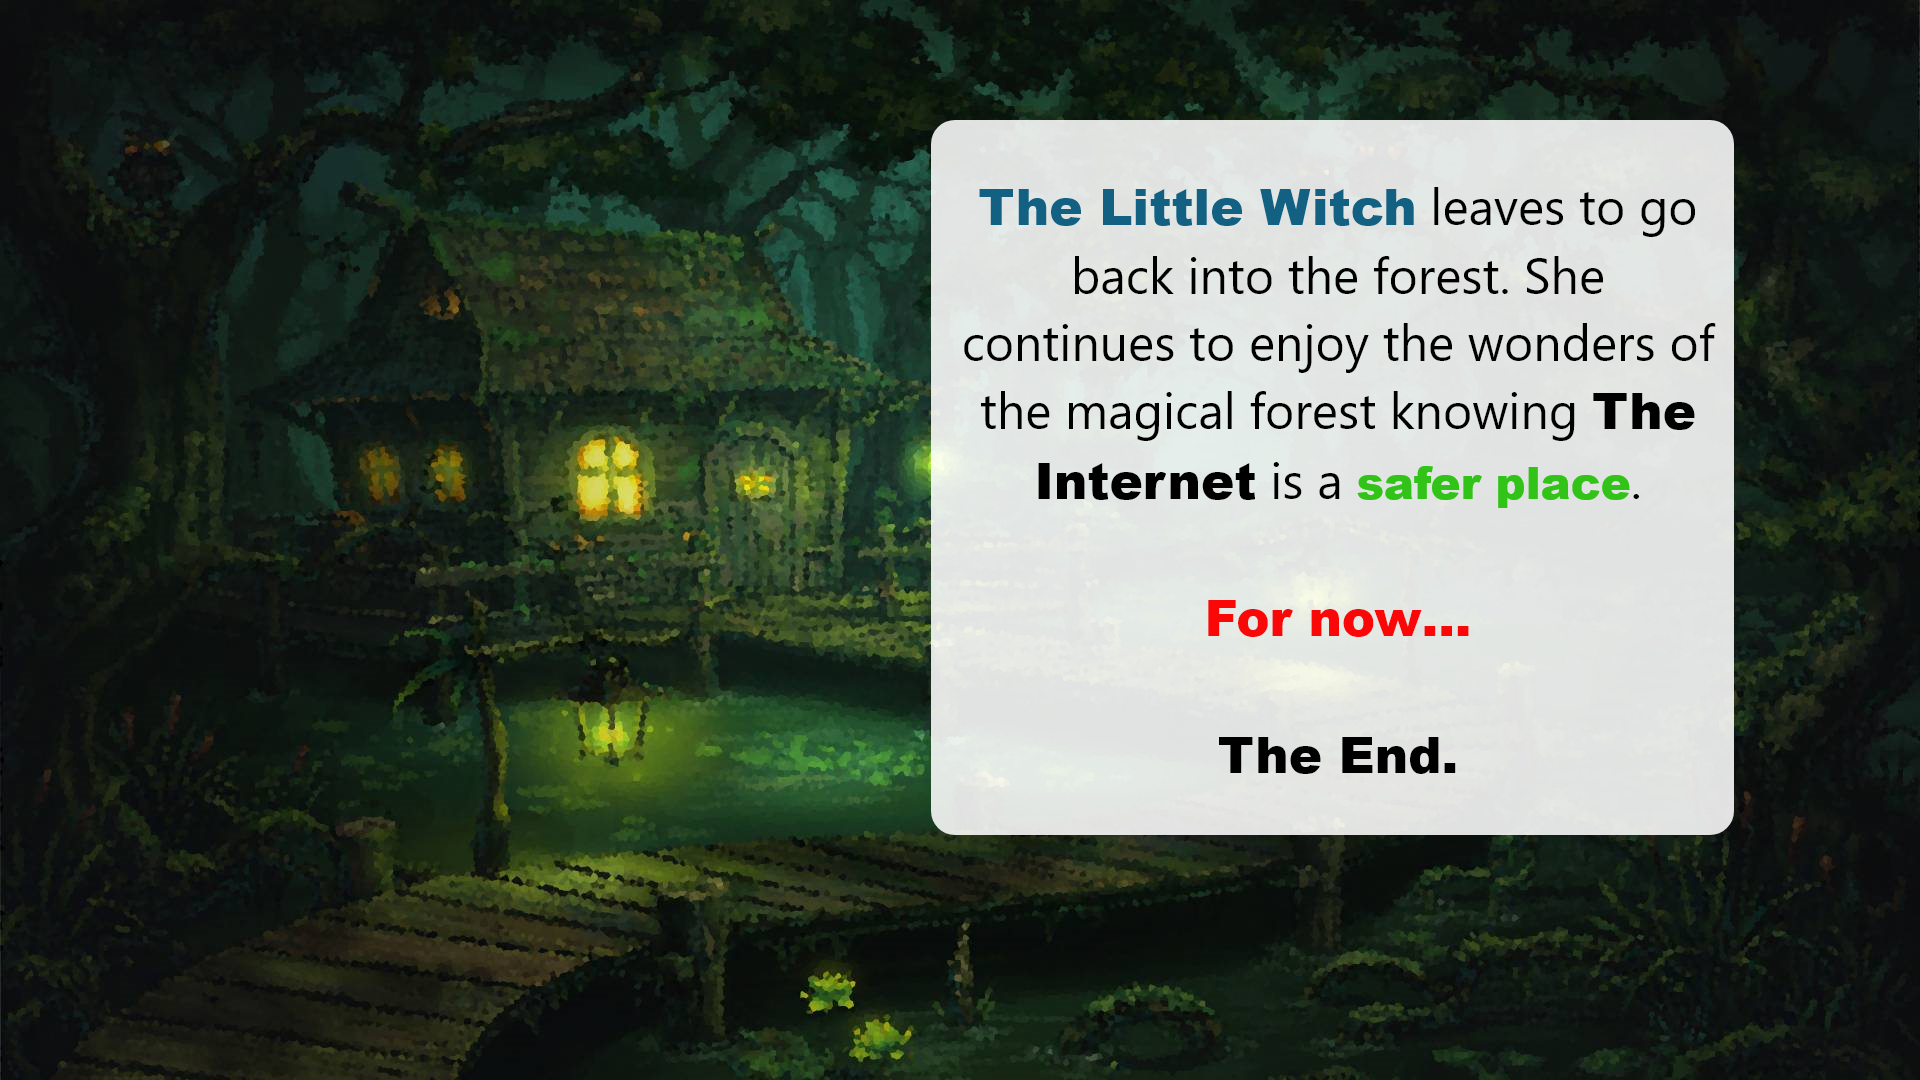 The Little Witch leaves to go
back into the forest. She
continues to enjoy the wonders of
the magical forest knowing The
Internet is a safer place.
For now...
The End.